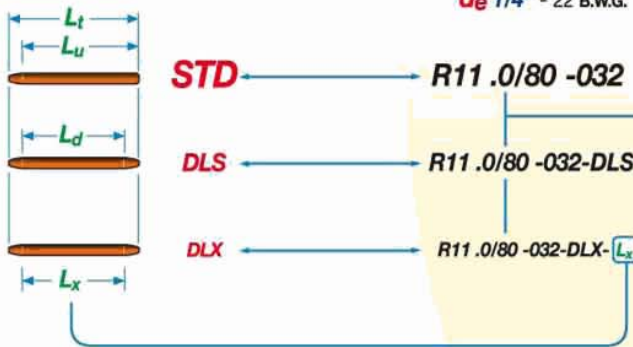 de 1/4" - 22 B.W.G.
Lt
Lu
STD R11 .0/80 -032
Ld
DLS R11 .0/80 -032-DLS
DLX R11 .0/80 -032-DLX- Lx
Lx